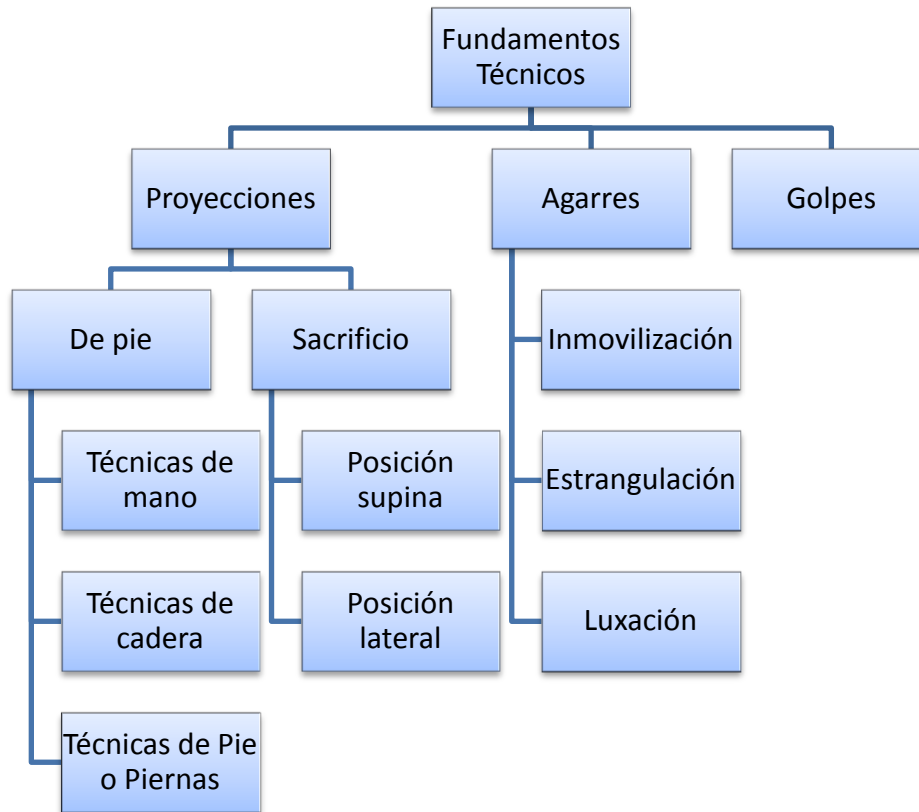 Fundamentos
Técnicos
Proyecciones
Agarres
Golpes
De pie
Sacrificio
Inmovilización
Técnicas de
mano
Posición
supina
Estrangulación
Técnicas de
cadera
Posición
lateral
Luxación
Técnicas de Pie
o Piernas